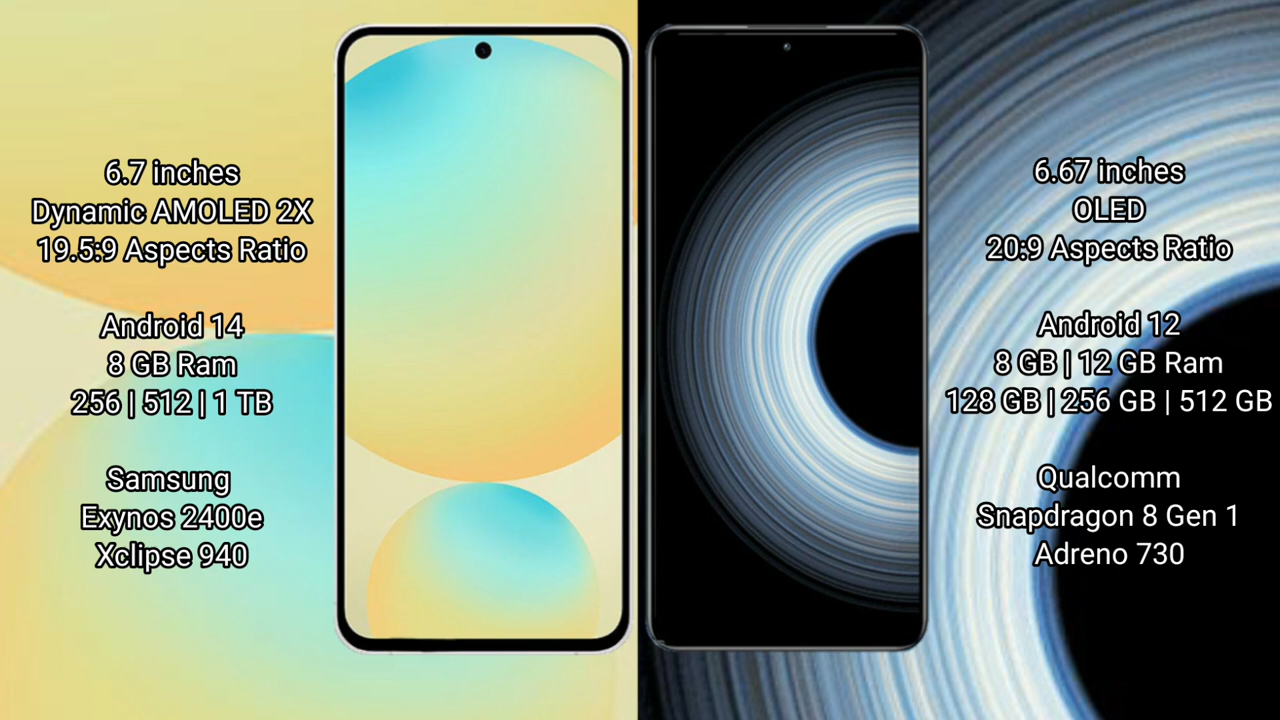 6.7 inches
Dynamic AMOLED 2X
19.5:9 Aspects Ratio
Android 14
8 GB Ram
256 | 512 | 1 TB
Samsung
Exynos 2400e
Xclipse 940
6.67 inches
OLED
20:9 Aspects Ratio
Android 12
8 GB | 12 GB Ram
128 GB | 256 GB | 512 GB
Qualcomm
Snapdragon 8 Gen 1
Adreno 730